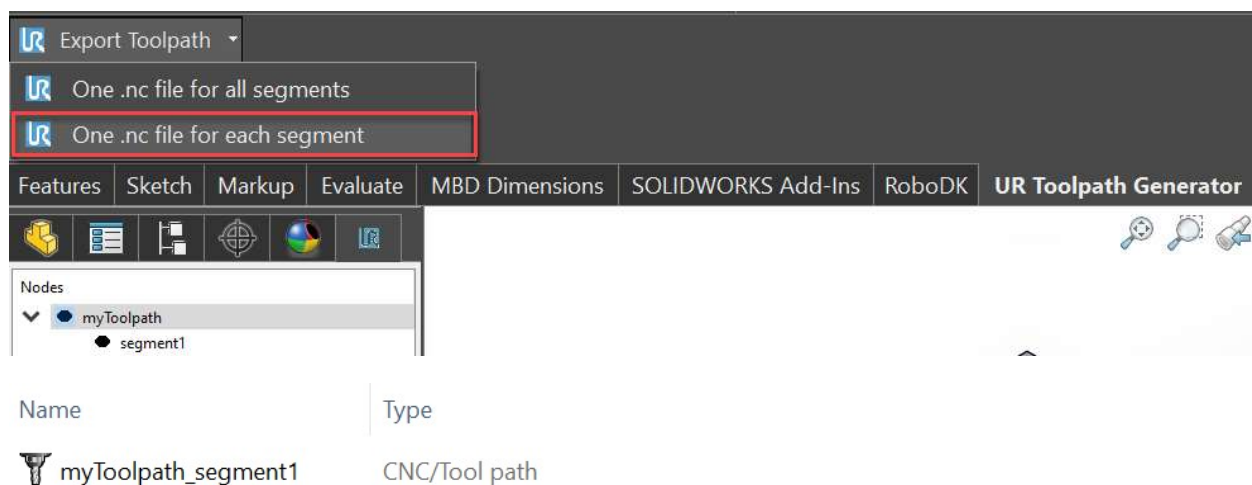 Export Toolpath
One .nc file for all segments
One .nc file for each segment
Features Sketch Markup Evaluate MBD Dimensions SOLIDWORKS Add-Ins RoboDK UR Toolpath Generator
Nodes
myToolpath
segment1
Name Type
myToolpath_segment1 CNC/Tool path